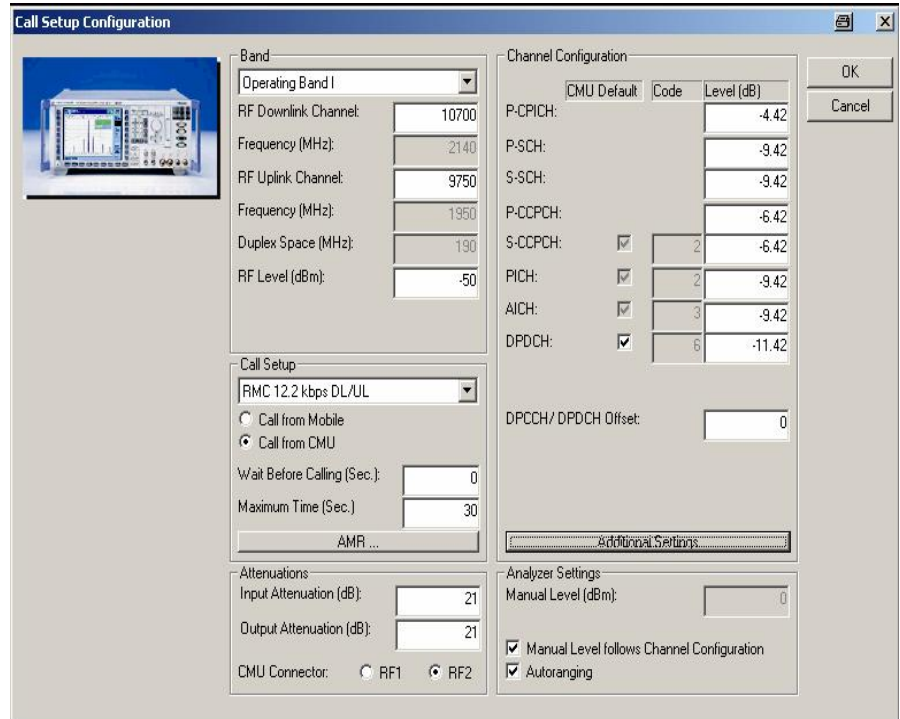 Call Setup Configuration
Band
Operating Band I
RF Downlink Channel: 10700
Frequency (MHz): 2140
RF Uplink Channel: 9750
Frequency (MHz): 1950
Duplex Space (MHz): 190
RF Level (dBm): -50
Call Setup
RMC 12.2 kbps DL/UL
Call from Mobile
Call from CMU
Wait Before Calling (Sec.): 0
Maximum Time (Sec.) 30
AMR ...
Attenuations
Input Attenuation (dB): 21
Output Attenuation (dB): 21
CMU Connector: RF1 RF2
Channel Configuration
CMU Default Code Level (dB)
P-CPICH: -4.42
P-SCH: -9.42
S-SCH: -9.42
P-CCPCH: -6.42
S-CCPCH: 2 -6.42
PICH: 2 -9.42
AICH: 3 -9.42
DPDCH: 6 -11.42
DPCCH/ DPDCH Offset: 0
Additional Settings...
Analyzer Settings
Manual Level (dBm): 0
Manual Level follows Channel Configuration
Autoranging
OK
Cancel